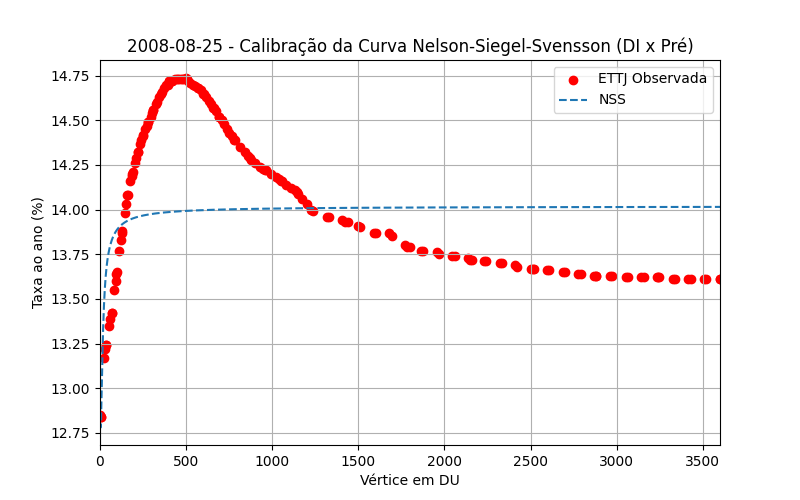 2008-08-25 - Calibração da Curva Nelson-Siegel-Svensson (DI x Pré)
ETTJ Observada
NSS
Taxa ao ano (%)
14.75
14.50
14.25
14.00
13.75
13.50
13.25
13.00
12.75
0 500 1000 1500 2000 2500 3000 3500
Vértice em DU